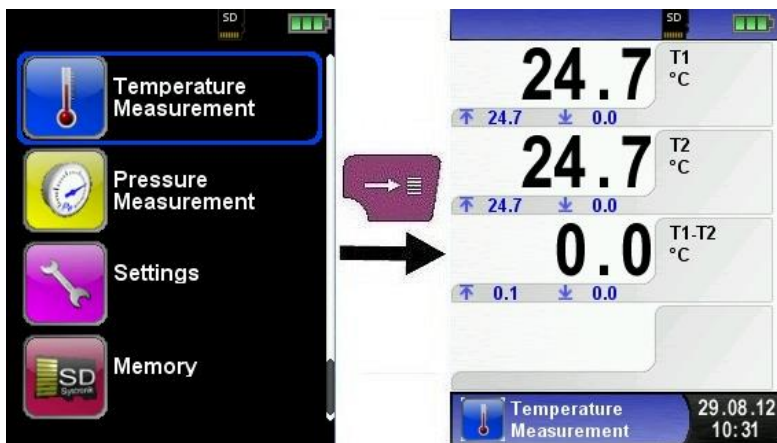 SD
Temperature
Measurement
Pressure
Measurement
Settings
SD
Systronik
Memory
SD
24.7
T1
°C
24.7 0.0
24.7
T2
°C
24.7 0.0
0.0
T1-T2
°C
0.1 0.0
Temperature
Measurement
29.08.12
10:31